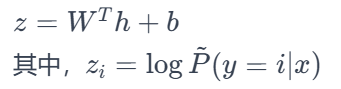 z = W^T h + b
其中，z_i = log P̃(y = i|x)